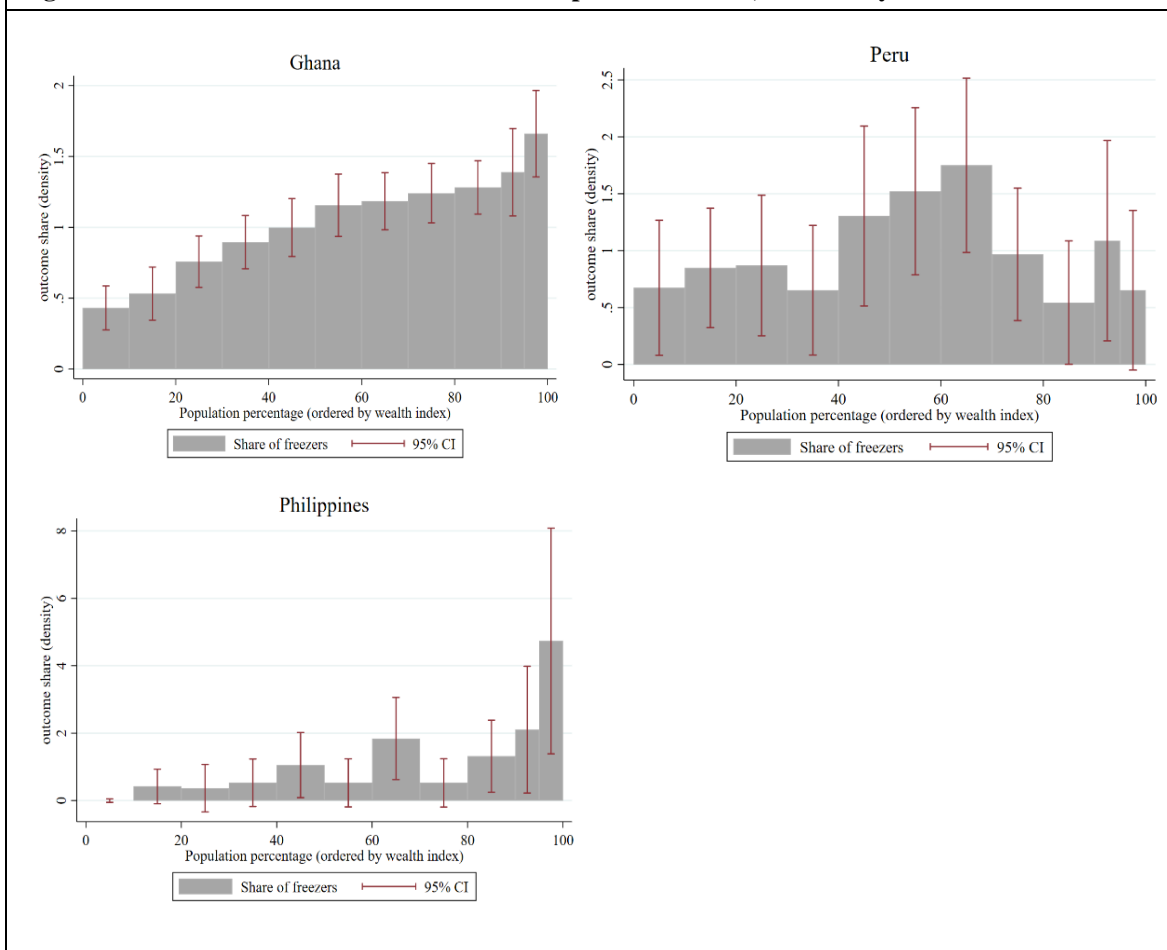 Ghana
outcome share (density)
0
.5
1
1.5
2
0
20
40
60
80
100
Population percentage (ordered by wealth index)
Share of freezers
95% CI
Peru
outcome share (density)
0
.5
1
1.5
2
2.5
0
20
40
60
80
100
Population percentage (ordered by wealth index)
Share of freezers
95% CI
Philippines
outcome share (density)
0
2
4
6
8
0
20
40
60
80
100
Population percentage (ordered by wealth index)
Share of freezers
95% CI